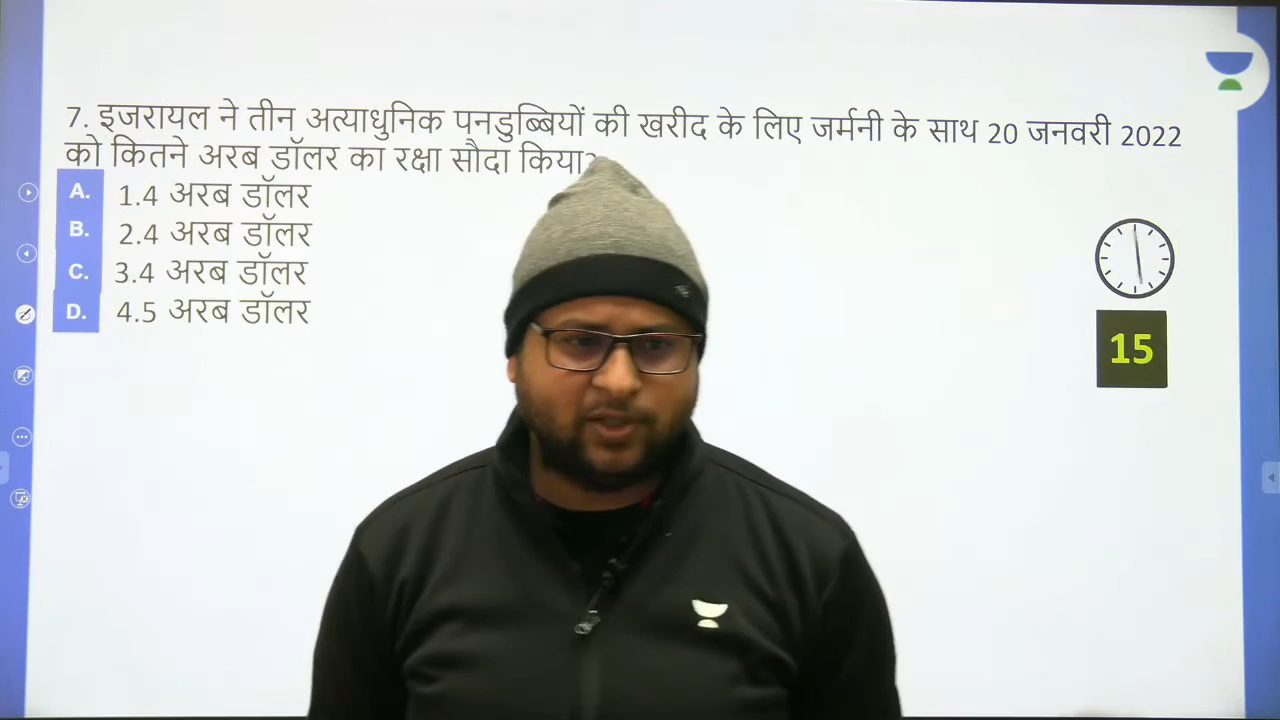 7. इजरायल ने तीन अत्याधुनिक पनडुब्बियों की खरीद के लिए जर्मनी के साथ 20 जनवरी 2022
को कितने अरब डॉलर का रक्षा सौदा किया?
A. 1.4 अरब डॉलर
B. 2.4 अरब डॉलर
C. 3.4 अरब डॉलर
D. 4.5 अरब डॉलर
15